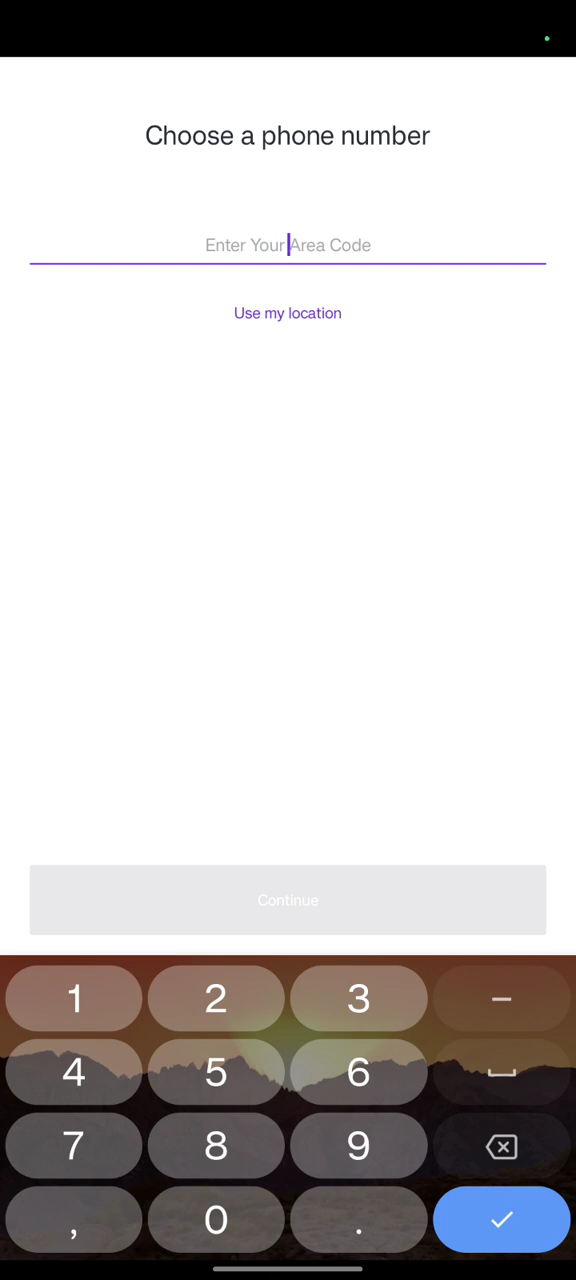 Choose a phone number
Enter Your Area Code
Use my location
Continue
1 2 3 –
4 5 6
7 8 9
, 0 .